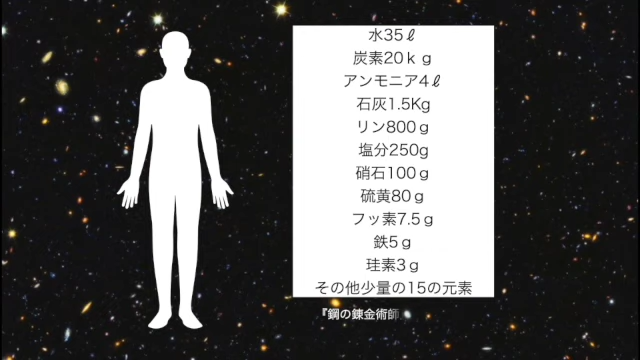 水35ℓ
炭素20ｋｇ
アンモニア4ℓ
石灰1.5Kg
リン800ｇ
塩分250g
硝石100ｇ
硫黄80ｇ
フッ素7.5ｇ
鉄5ｇ
珪素3ｇ
その他少量の15の元素
『鋼の錬金術師